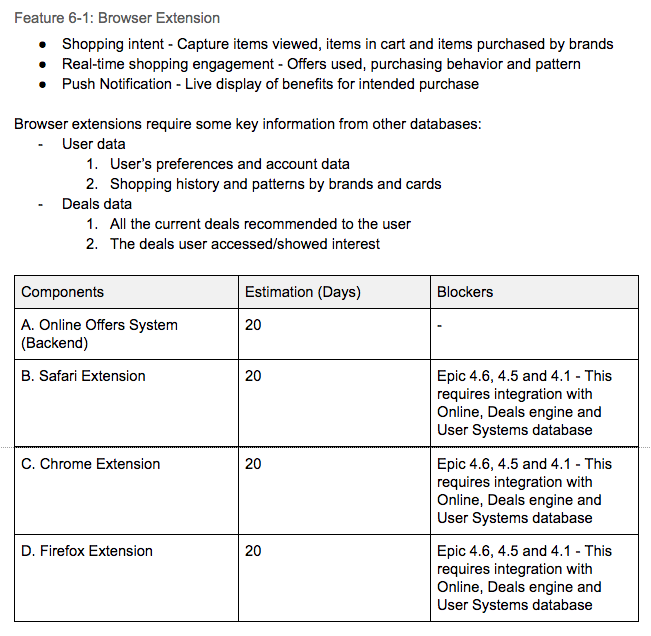 Feature 6-1: Browser Extension
● Shopping intent - Capture items viewed, items in cart and items purchased by brands
● Real-time shopping engagement - Offers used, purchasing behavior and pattern
● Push Notification - Live display of benefits for intended purchase
Browser extensions require some key information from other databases:
- User data
1. User's preferences and account data
2. Shopping history and patterns by brands and cards
- Deals data
1. All the current deals recommended to the user
2. The deals user accessed/showed interest
Components Estimation (Days) Blockers
A. Online Offers System 20 -
(Backend)
B. Safari Extension 20 Epic 4.6, 4.5 and 4.1 - This
requires integration with
Online, Deals engine and
User Systems database
C. Chrome Extension 20 Epic 4.6, 4.5 and 4.1 - This
requires integration with
Online, Deals engine and
User Systems database
D. Firefox Extension 20 Epic 4.6, 4.5 and 4.1 - This
requires integration with
Online, Deals engine and
User Systems database